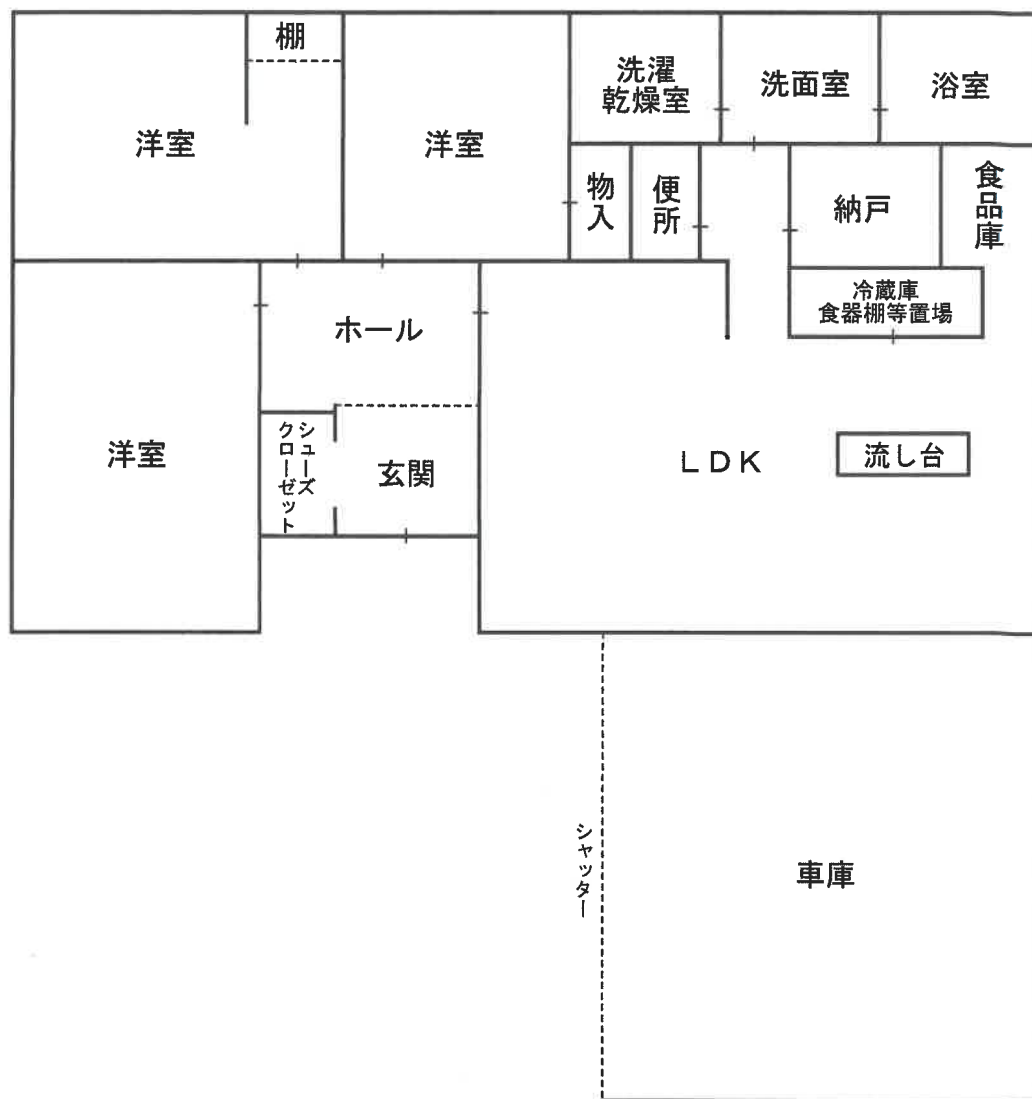 棚
洗濯
乾燥室
洗面室
浴室
洋室
洋室
物入
便所
納戸
食品庫
冷蔵庫
食器棚等置場
ホール
洋室
シューズ
クローゼット
玄関
LDK
流し台
シャッター
車庫